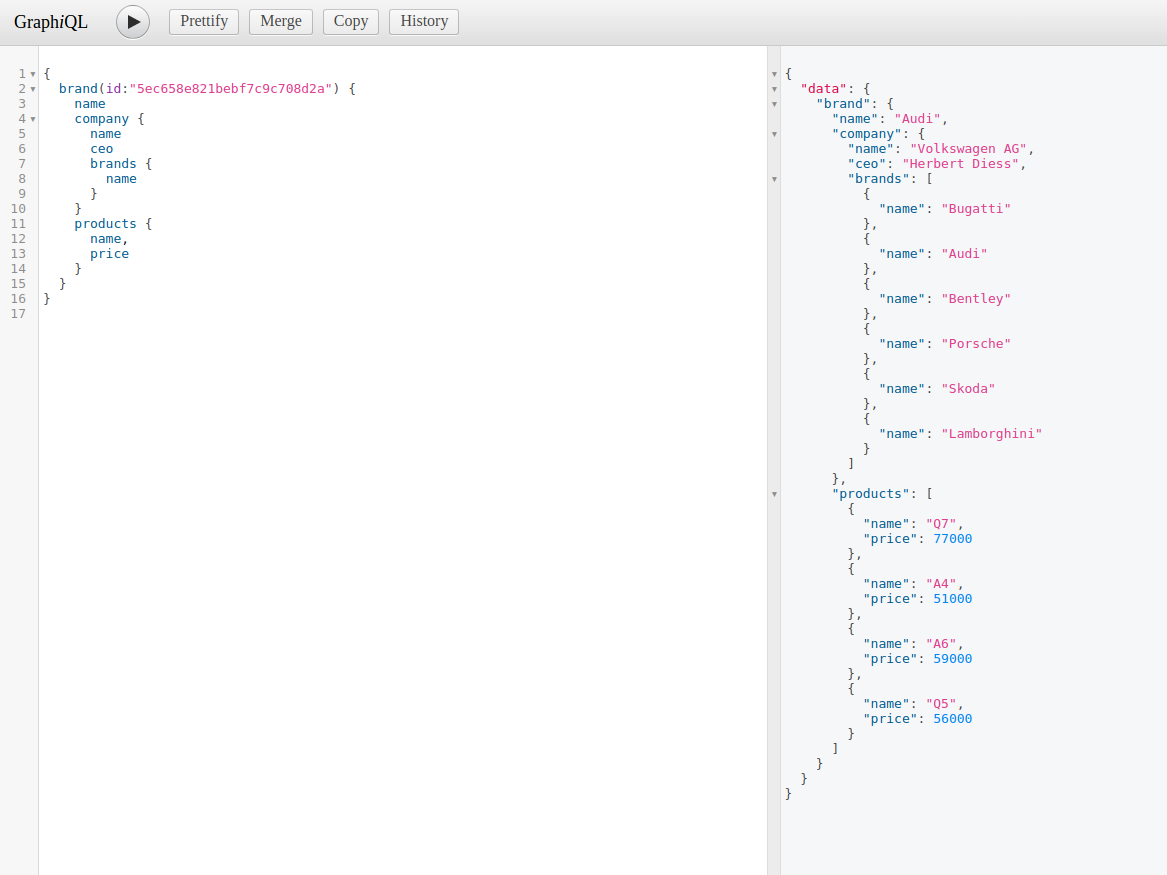 GraphiQL Prettify Merge Copy History
1 {
2   brand(id:"5ec658e821bebf7c9c708d2a") {
3     name
4     company {
5       name
6       ceo
7       brands {
8         name
9       }
10     }
11     products {
12       name,
13       price
14     }
15   }
16 }
17
{
  "data": {
    "brand": {
      "name": "Audi",
      "company": {
        "name": "Volkswagen AG",
        "ceo": "Herbert Diess",
        "brands": [
          {
            "name": "Bugatti"
          },
          {
            "name": "Audi"
          },
          {
            "name": "Bentley"
          },
          {
            "name": "Porsche"
          },
          {
            "name": "Skoda"
          },
          {
            "name": "Lamborghini"
          }
        ]
      },
      "products": [
        {
          "name": "Q7",
          "price": 77000
        },
        {
          "name": "A4",
          "price": 51000
        },
        {
          "name": "A6",
          "price": 59000
        },
        {
          "name": "Q5",
          "price": 56000
        }
      ]
    }
  }
}